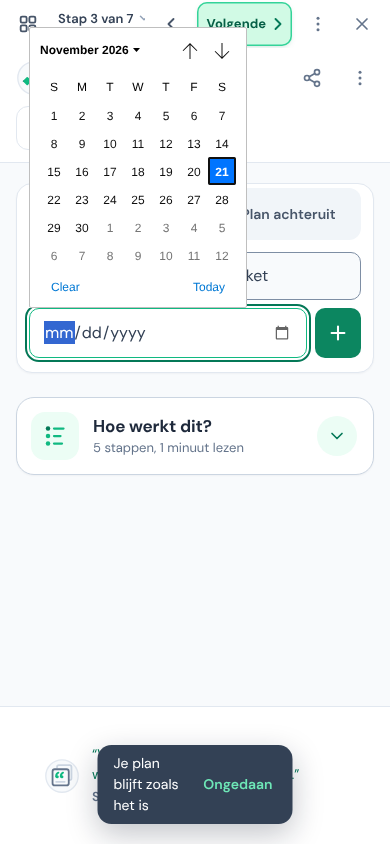 Stap 3 van 7
Volgende
November 2026
S M T W T F S
1 2 3 4 5 6 7
8 9 10 11 12 13 14
15 16 17 18 19 20 21
22 23 24 25 26 27 28
29 30 1 2 3 4 5
6 7 8 9 10 11 12
Clear Today
Plan achteruit
mm/dd/yyyy
Hoe werkt dit?
5 stappen, 1 minuut lezen
Je plan
blijft zoals
het is
Ongedaan